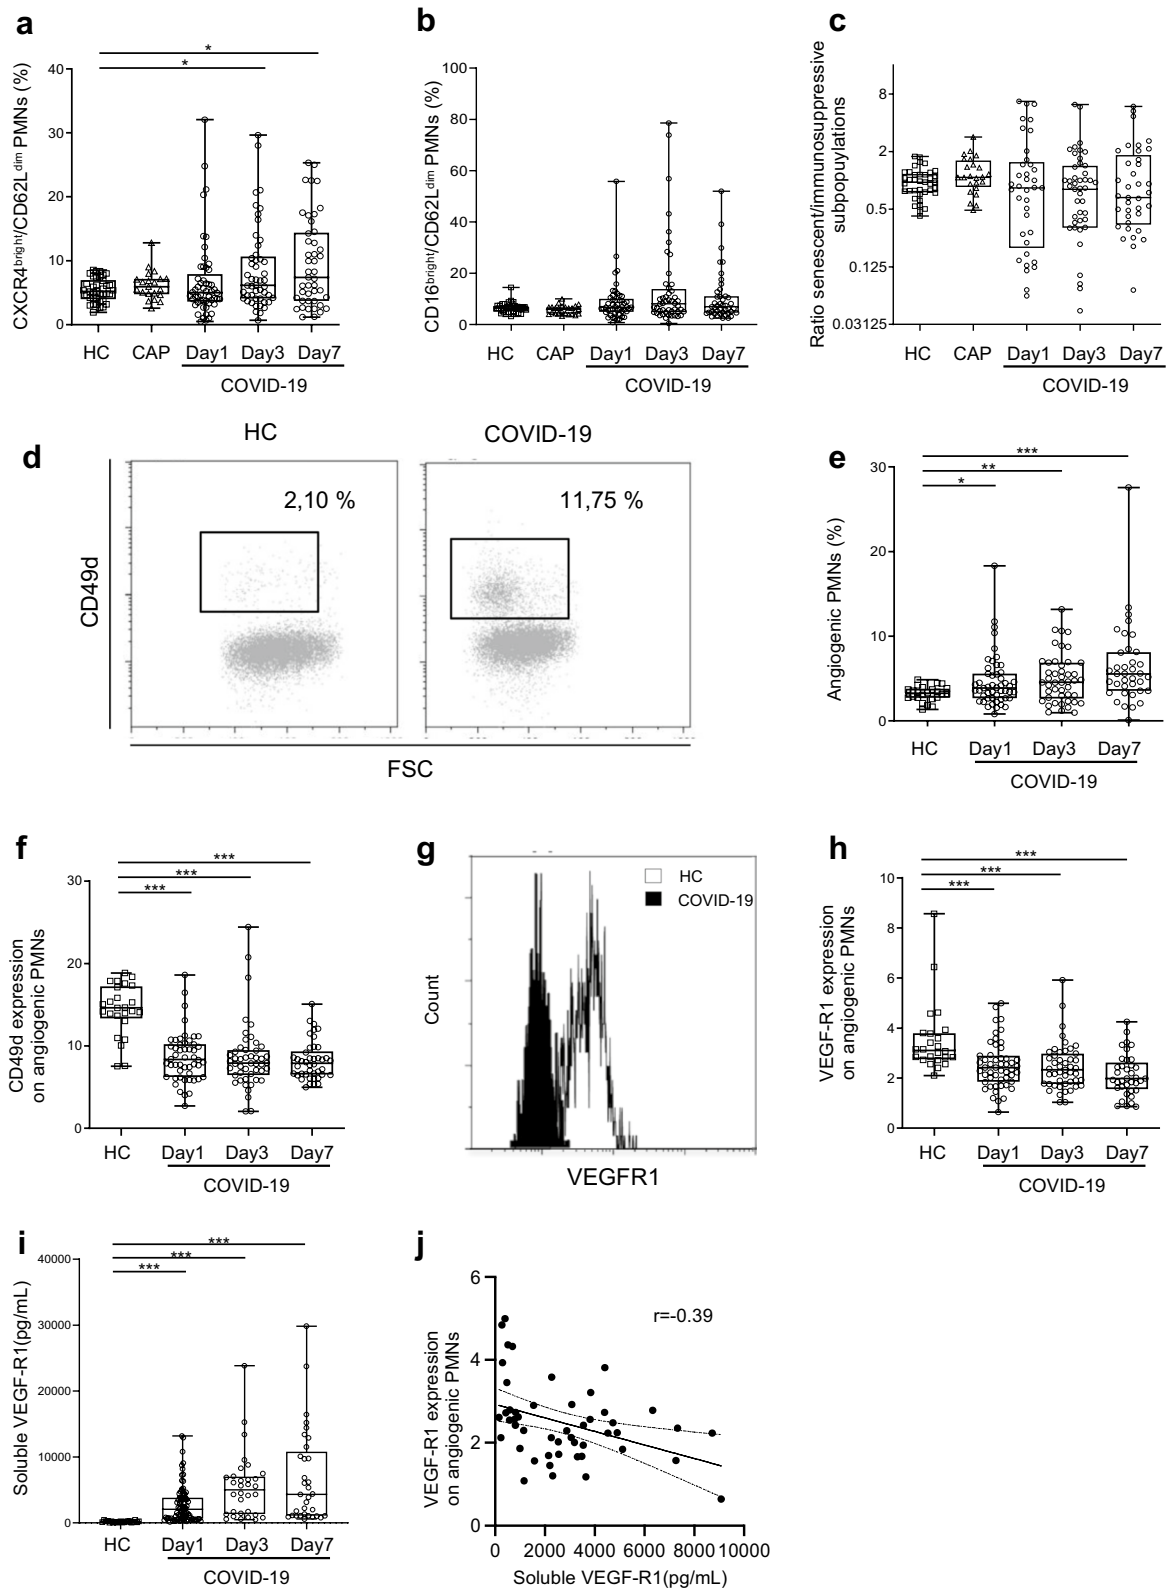 a
CXCR4bright/CD62Ldim PMNs (%)
40
30
20
10
0
*
*
HC CAP Day1 Day3 Day7
COVID-19
b
CD16bright/CD62Ldim PMNs (%)
100
80
60
40
20
0
HC CAP Day1 Day3 Day7
COVID-19
c
Ratio senescent/immunosuppressive
subpopuylations
8
2
0.5
0.125
0.03125
HC CAP Day1 Day3 Day7
COVID-19
d
HC COVID-19
2,10 % 11,75 %
CD49d
FSC
e
Angiogenic PMNs (%)
30
20
10
0
***
**
*
HC Day1 Day3 Day7
COVID-19
f
CD49d expression
on angiogenic PMNs
30
20
10
0
***
***
***
HC Day1 Day3 Day7
COVID-19
g
HC
COVID-19
Count
VEGFR1
h
VEGF-R1 expression
on angiogenic PMNs
10
8
6
4
2
0
***
***
***
HC Day1 Day3 Day7
COVID-19
i
Soluble VEGF-R1(pg/mL)
40000
30000
20000
10000
0
***
***
***
HC Day1 Day3 Day7
COVID-19
j
VEGF-R1 expression
on angiogenic PMNs
6
4
2
0
r=-0.39
0 2000 4000 6000 8000 10000
Soluble VEGF-R1(pg/mL)